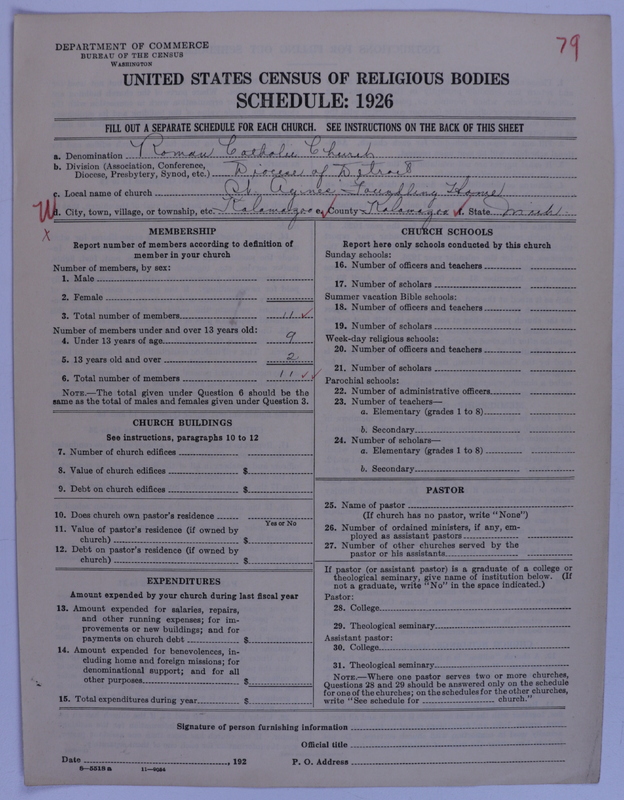 79
DEPARTMENT OF COMMERCE
BUREAU OF THE CENSUS
WASHINGTON
UNITED STATES CENSUS OF RELIGIOUS BODIES
SCHEDULE: 1926
FILL OUT A SEPARATE SCHEDULE FOR EACH CHURCH. SEE INSTRUCTIONS ON THE BACK OF THIS SHEET
a. Denomination Roman Catholic Church
b. Division (Association, Conference, Diocese, Presbytery, Synod, etc.) Diocese of Detroit
c. Local name of church St. Agnes Foundling Home
d. City, town, village, or township, etc. Kalamazoo e. County Kalamazoo f. State Mich
x
MEMBERSHIP
Report number of members according to definition of
member in your church
Number of members, by sex:
1. Male
2. Female
3. Total number of members 11
Number of members under and over 13 years old:
4. Under 13 years of age 9
5. 13 years old and over 2
6. Total number of members 11
NOTE.—The total given under Question 6 should be
same as the total of males and females given under Question 3.
CHURCH BUILDINGS
See instructions, paragraphs 10 to 12
7. Number of church edifices
8. Value of church edifices $
9. Debt on church edifices $
10. Does church own pastor's residence
Yes or No
11. Value of pastor's residence (if owned by
church) $
12. Debt on pastor's residence (if owned by
church) $
EXPENDITURES
Amount expended by your church during last fiscal year
13. Amount expended for salaries, repairs,
and other running expenses; for im-
provements or new buildings; and for
payments on church debt $
14. Amount expended for benevolences, in-
cluding home and foreign missions; for
denominational support; and for all
other purposes $
15. Total expenditures during year $
CHURCH SCHOOLS
Report here only schools conducted by this church
Sunday schools:
16. Number of officers and teachers
17. Number of scholars
Summer vacation Bible schools:
18. Number of officers and teachers
19. Number of scholars
Week-day religious schools:
20. Number of officers and teachers
21. Number of scholars
Parochial schools:
22. Number of administrative officers
23. Number of teachers—
a. Elementary (grades 1 to 8)
b. Secondary
24. Number of scholars—
a. Elementary (grades 1 to 8)
b. Secondary
PASTOR
25. Name of pastor
(If church has no pastor, write "None")
26. Number of ordained ministers, if any, em-
ployed as assistant pastors
27. Number of other churches served by the
pastor or his assistants
If pastor (or assistant pastor) is a graduate of a college or
theological seminary, give name of institution below. (If
not a graduate, write "No" in the space indicated.)
Pastor:
28. College
29. Theological seminary
Assistant pastor:
30. College
31. Theological seminary
NOTE.—Where one pastor serves two or more churches,
Questions 28 and 29 should be answered only on the schedule
for one of the churches; on the schedules for the other churches,
write "See schedule for church."
Signature of person furnishing information
Official title
Date , 192 P. O. Address
8—5518a 11—9084